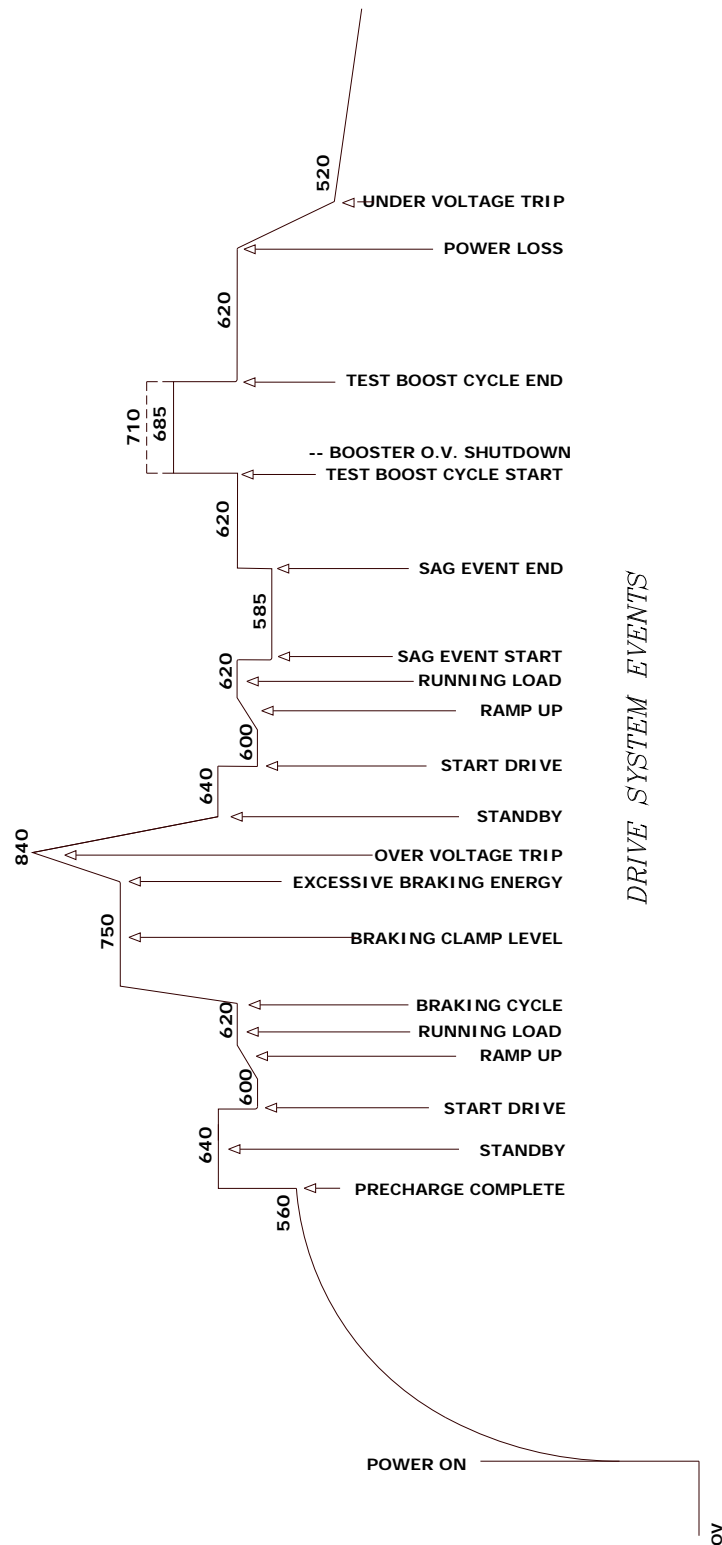 520
UNDER VOLTAGE TRIP
POWER LOSS
620
TEST BOOST CYCLE END
710
685
-- BOOSTER O.V. SHUTDOWN
TEST BOOST CYCLE START
620
SAG EVENT END
585
SAG EVENT START
620
RUNNING LOAD
RAMP UP
600
START DRIVE
640
STANDBY
840
OVER VOLTAGE TRIP
EXCESSIVE BRAKING ENERGY
750
BRAKING CLAMP LEVEL
BRAKING CYCLE
620
RUNNING LOAD
RAMP UP
600
START DRIVE
640
STANDBY
PRECHARGE COMPLETE
560
POWER ON
0V
DRIVE SYSTEM EVENTS